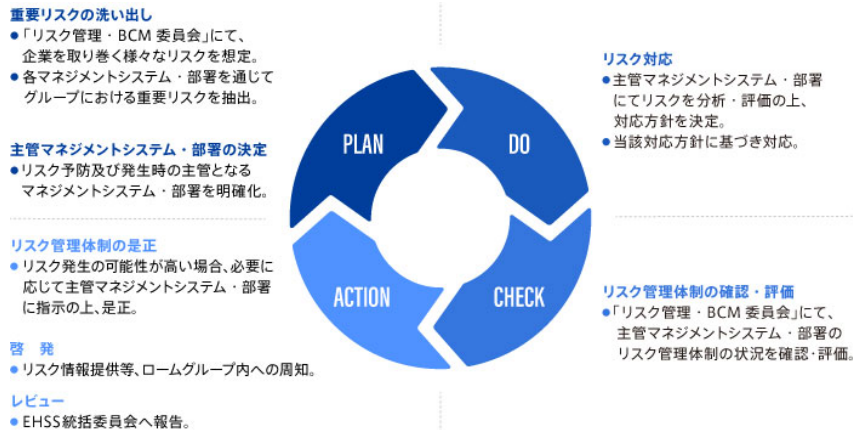 重要リスクの洗い出し
●「リスク管理・BCM 委員会」にて、
企業を取り巻く様々なリスクを想定。
● 各マネジメントシステム・部署を通じて
グループにおける重要リスクを抽出。
主管マネジメントシステム・部署の決定
● リスク予防及び発生時の主管となる
マネジメントシステム・部署を明確化。
リスク管理体制の是正
● リスク発生の可能性が高い場合、必要に
応じて主管マネジメントシステム・部署
に指示の上、是正。
啓　発
● リスク情報提供等、ロームグループ内への周知。
レビュー
● EHSS統括委員会へ報告。
PLAN
DO
ACTION
CHECK
リスク対応
● 主管マネジメントシステム・部署
にてリスクを分析・評価の上、
対応方針を決定。
● 当該対応方針に基づき対応。
リスク管理体制の確認・評価
●「リスク管理・BCM 委員会」にて、
主管マネジメントシステム・部署の
リスク管理体制の状況を確認・評価。